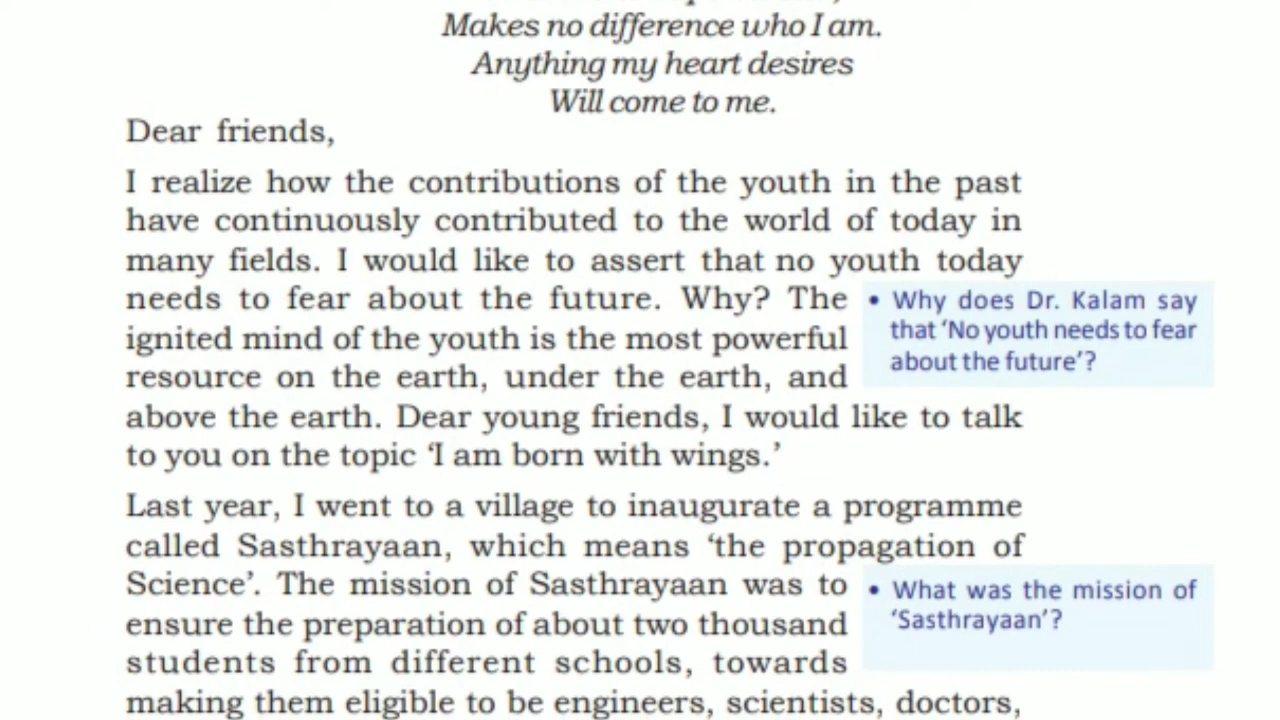 Makes no difference who I am.
Anything my heart desires
Will come to me.
Dear friends,
I realize how the contributions of the youth in the past
have continuously contributed to the world of today in
many fields. I would like to assert that no youth today
needs to fear about the future. Why? The
ignited mind of the youth is the most powerful
resource on the earth, under the earth, and
above the earth. Dear young friends, I would like to talk
to you on the topic ‘I am born with wings.’
• Why does Dr. Kalam say
that ‘No youth needs to fear
about the future’?
Last year, I went to a village to inaugurate a programme
called Sasthrayaan, which means ‘the propagation of
Science’. The mission of Sasthrayaan was to
ensure the preparation of about two thousand
students from different schools, towards
making them eligible to be engineers, scientists, doctors,
• What was the mission of
‘Sasthrayaan’?